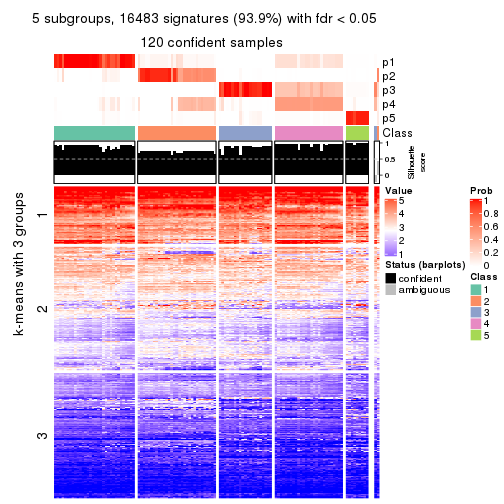 5 subgroups, 16483 signatures (93.9%) with fdr < 0.05
120 confident samples
p1
p2
p3
p4
p5
Class
1
0.5
0
Silhouette
score
k-means with 3 groups
1
2
3
Value
5
4
3
2
1
Status (barplots)
confident
ambiguous
Prob
1
0.8
0.6
0.4
0.2
0
Class
1
2
3
4
5